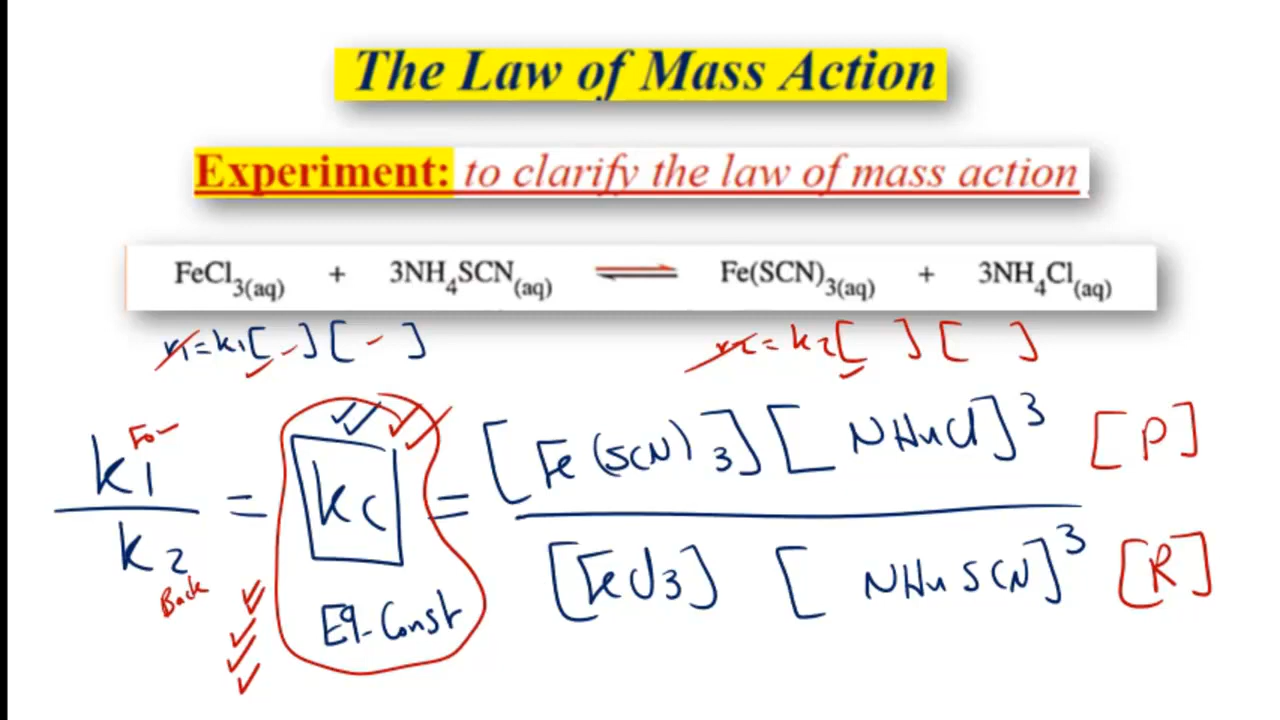 The Law of Mass Action
Experiment: to clarify the law of mass action
FeCl3(aq) + 3NH4SCN(aq) ⇌ Fe(SCN)3(aq) + 3NH4Cl(aq)
r1 = k1 [ - ] [ - ] r2 = k2 [ ] [ ]
k1 For / k2 Back = Kc = [Fe(SCN)3] [NH4Cl]^3 / [FeCl3] [NH4SCN]^3 [P] / [R]
Eq-Const